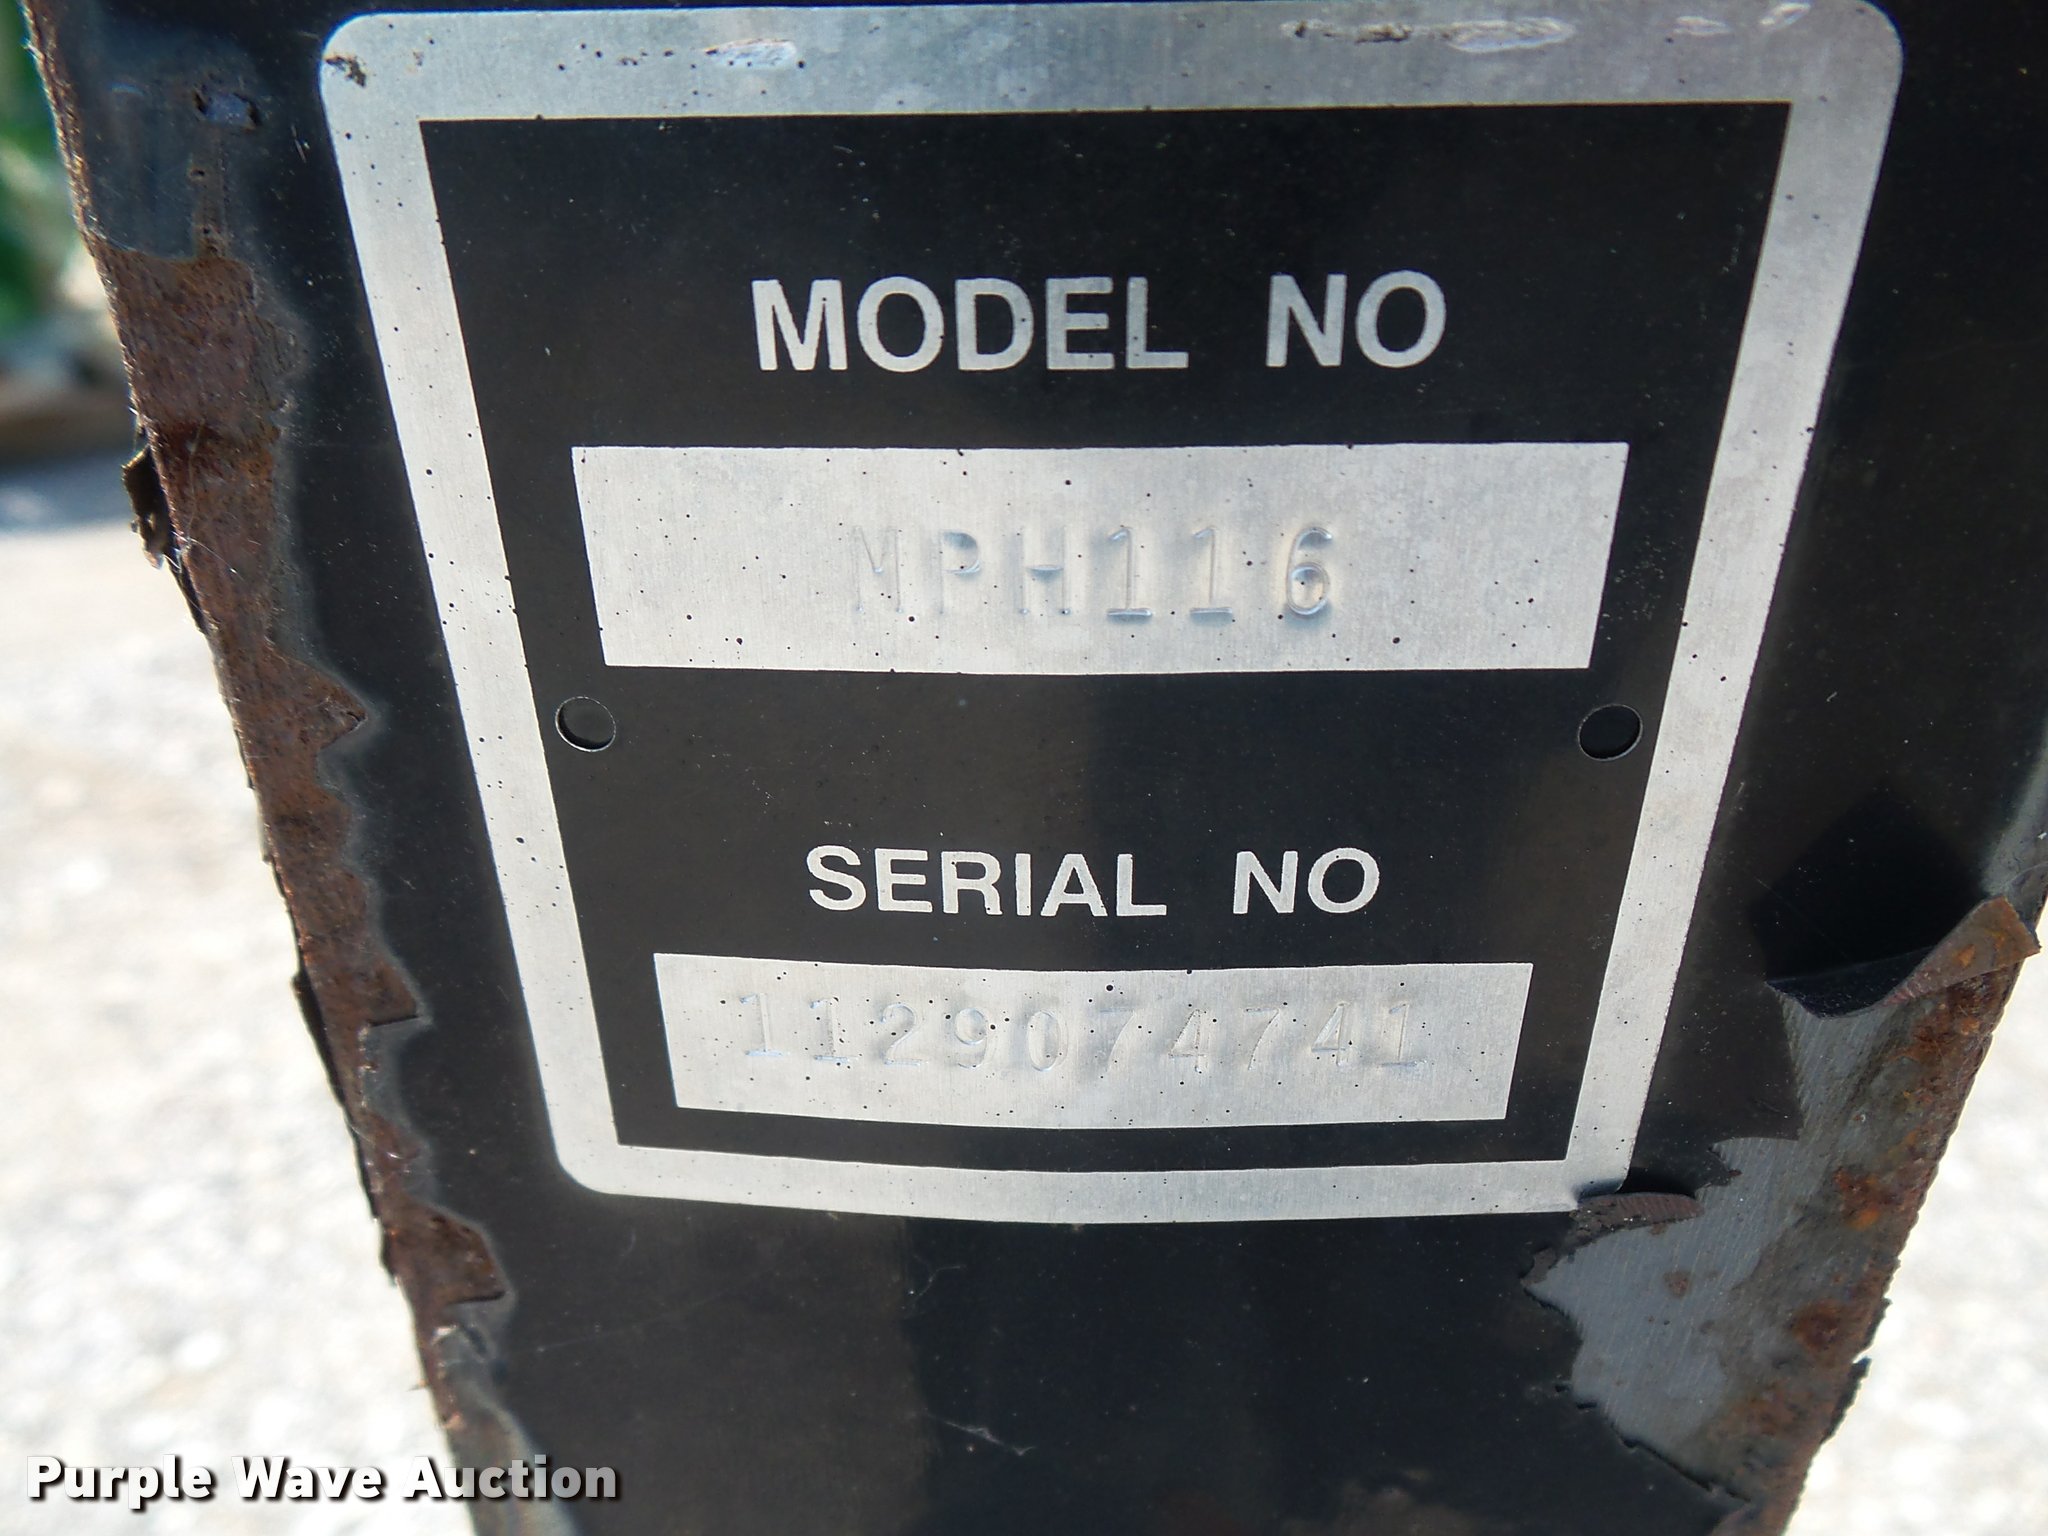 MODEL NO
MPH116
SERIAL NO
1129074741
Purple Wave Auction